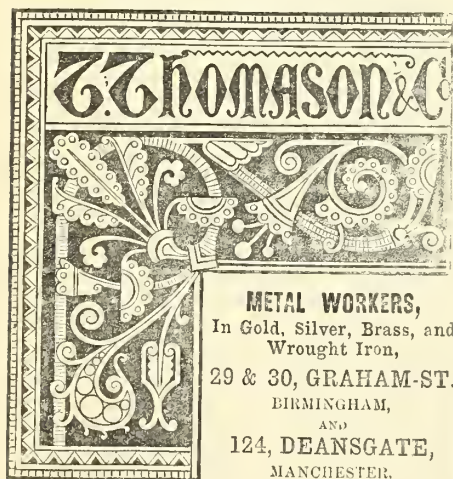 T. THOMASON & Co
METAL WORKERS,
In Gold, Silver, Brass, and
Wrought Iron,
29 & 30, GRAHAM-ST.
BIRMINGHAM,
AND
124, DEANSGATE,
MANCHESTER.